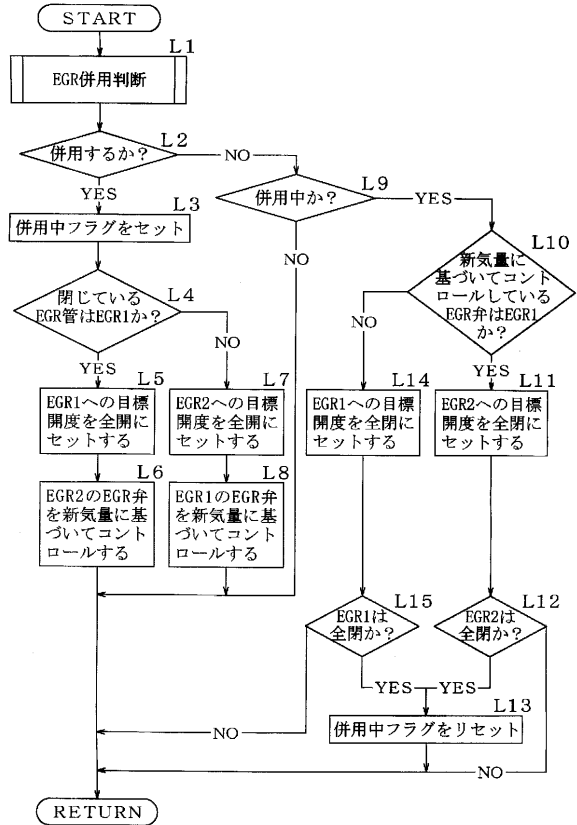 START
L1
EGR併用判断
L2
併用するか？
NO
L9
併用中か？
YES
YES
L3
併用中フラグをセット
NO
L10
新気量に
基づいてコント
ロールしている
EGR弁はEGR1
か？
L4
閉じている
EGR管はEGR1か？
NO
NO
YES
YES
L5
EGR1への目標
開度を全開に
セットする
L7
EGR2への目標
開度を全開に
セットする
L14
EGR1への目標
開度を全閉に
セットする
L11
EGR2への目標
開度を全閉に
セットする
L6
EGR2のEGR弁
を新気量に基
づいてコント
ロールする
L8
EGR1のEGR弁
を新気量に基
づいてコント
ロールする
L15
EGR1は
全閉か？
L12
EGR2は
全閉か？
YES
YES
L13
併用中フラグをリセット
NO
NO
RETURN